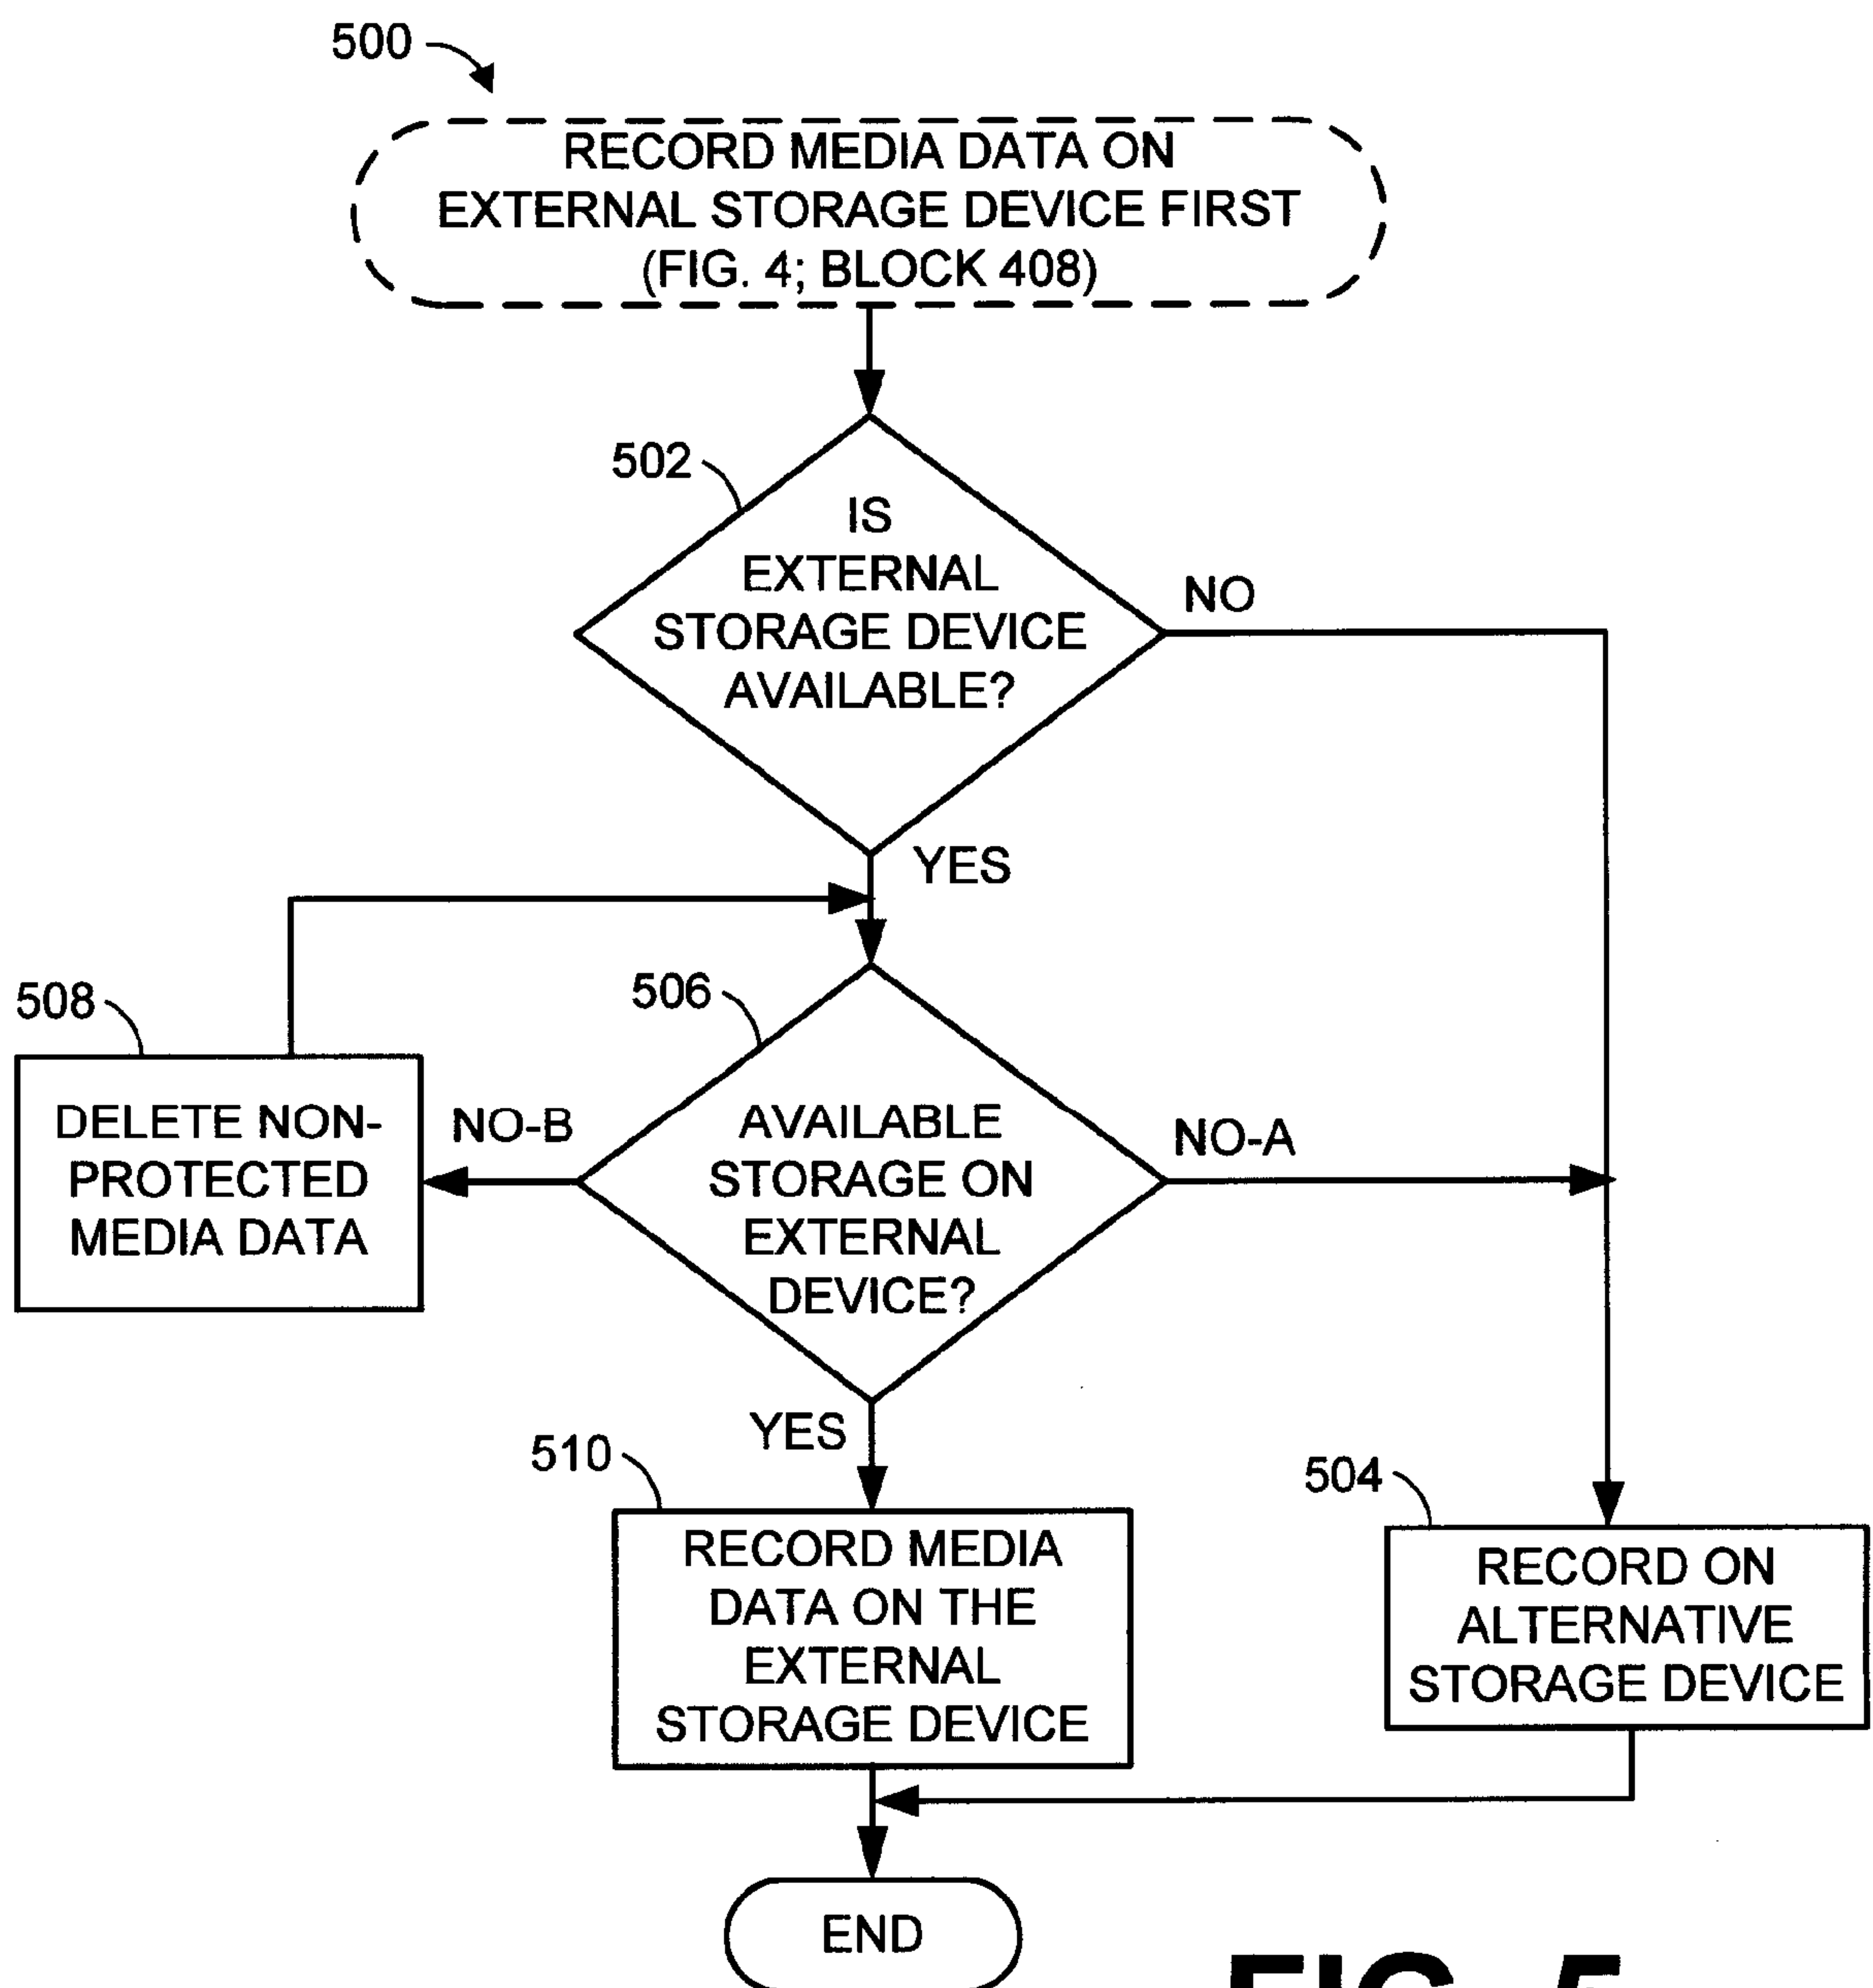 500
RECORD MEDIA DATA ON
EXTERNAL STORAGE DEVICE FIRST
(FIG. 4; BLOCK 408)
502
IS
EXTERNAL
STORAGE DEVICE
AVAILABLE?
NO
YES
508
506
DELETE NON-
PROTECTED
MEDIA DATA
NO-B
AVAILABLE
STORAGE ON
EXTERNAL
DEVICE?
NO-A
YES
510
504
RECORD MEDIA
DATA ON THE
EXTERNAL
STORAGE DEVICE
RECORD ON
ALTERNATIVE
STORAGE DEVICE
END
FIG. 5